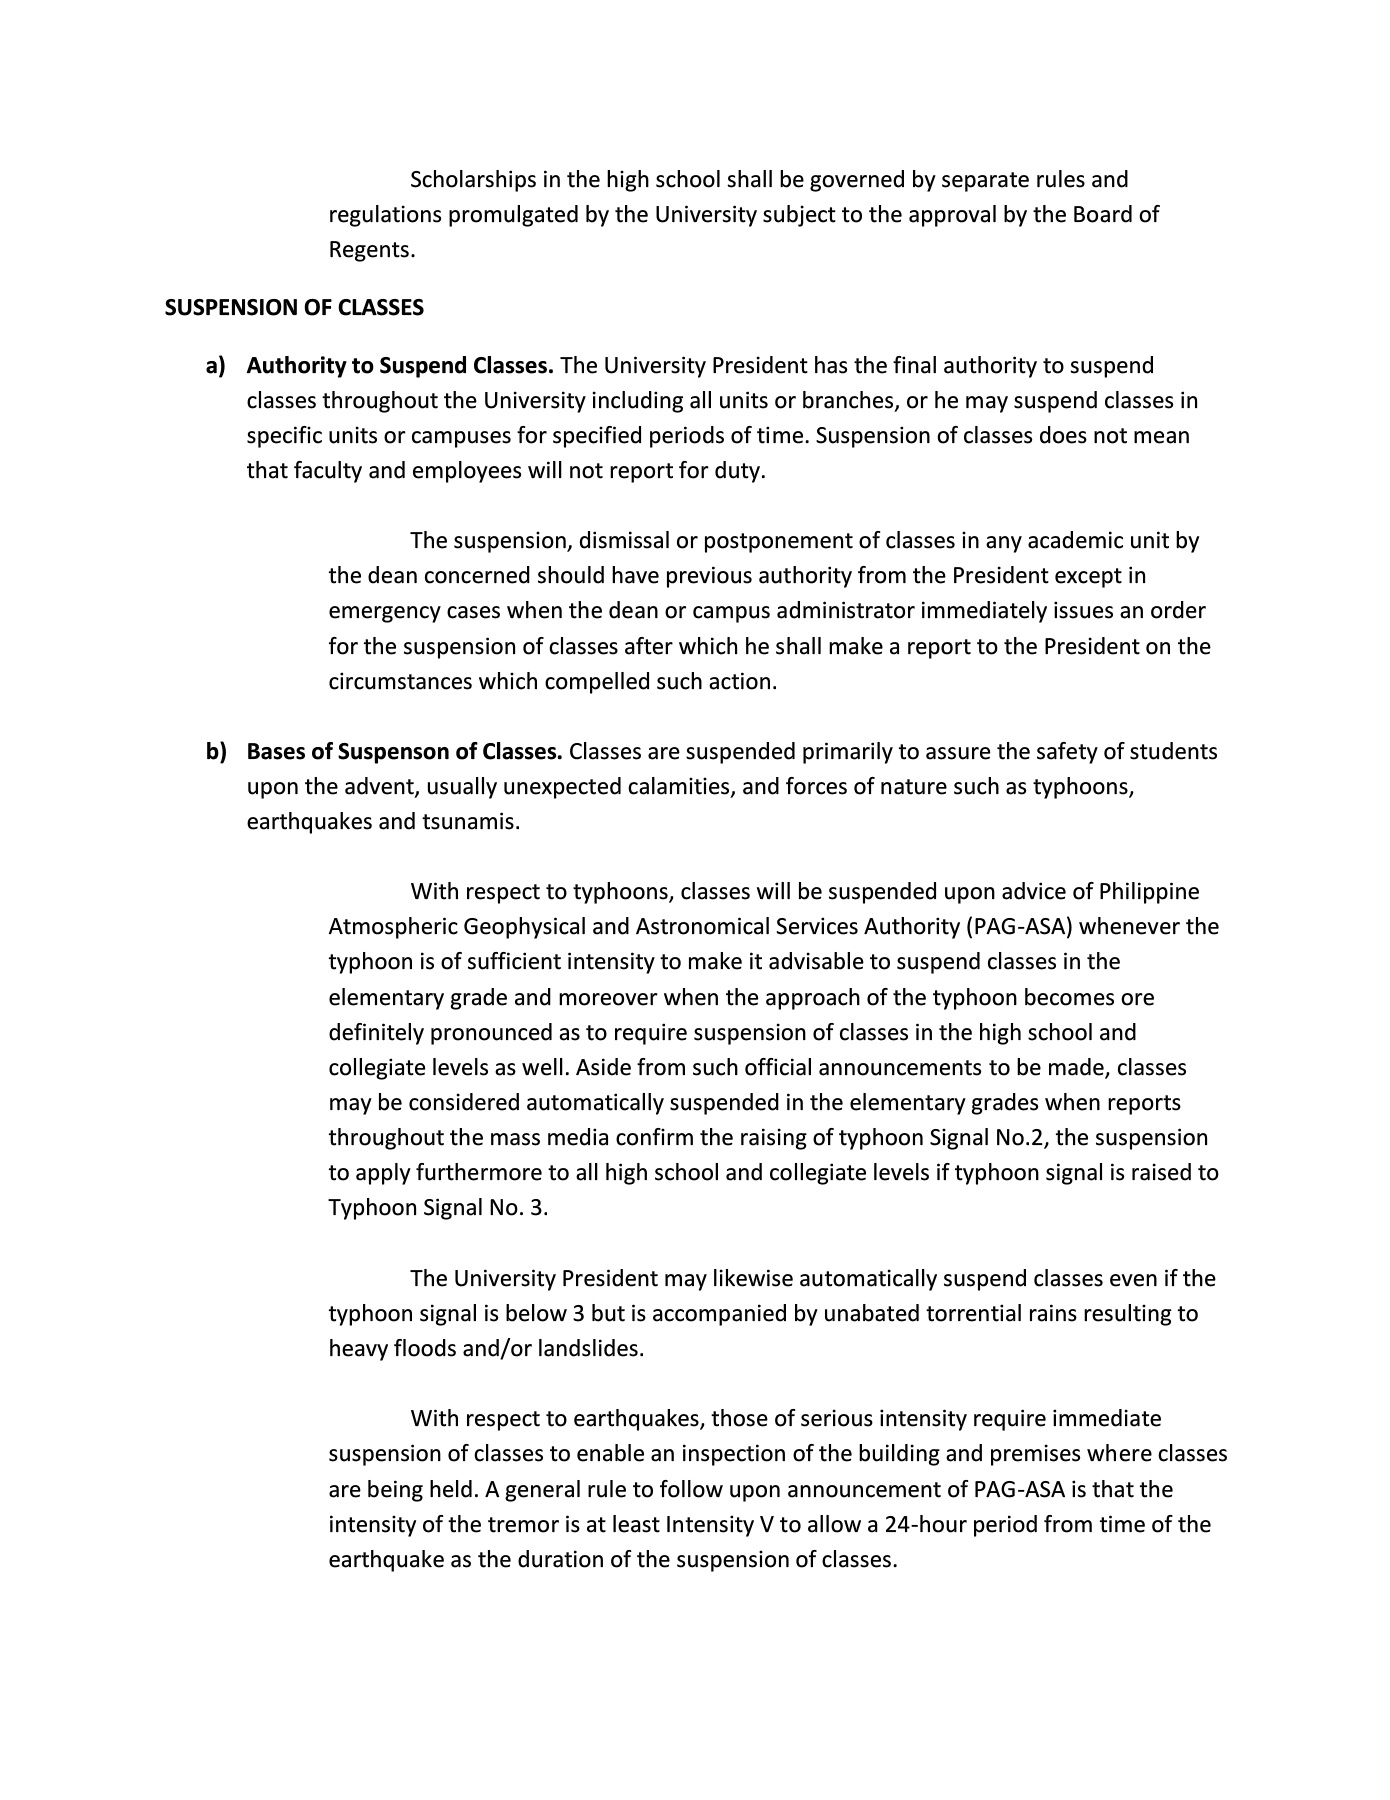 Scholarships in the high school shall be governed by separate rules and
regulations promulgated by the University subject to the approval by the Board of
Regents.
SUSPENSION OF CLASSES
a) Authority to Suspend Classes. The University President has the final authority to suspend
classes throughout the University including all units or branches, or he may suspend classes in
specific units or campuses for specified periods of time. Suspension of classes does not mean
that faculty and employees will not report for duty.
The suspension, dismissal or postponement of classes in any academic unit by
the dean concerned should have previous authority from the President except in
emergency cases when the dean or campus administrator immediately issues an order
for the suspension of classes after which he shall make a report to the President on the
circumstances which compelled such action.
b) Bases of Suspenson of Classes. Classes are suspended primarily to assure the safety of students
upon the advent, usually unexpected calamities, and forces of nature such as typhoons,
earthquakes and tsunamis.
With respect to typhoons, classes will be suspended upon advice of Philippine
Atmospheric Geophysical and Astronomical Services Authority (PAG-ASA) whenever the
typhoon is of sufficient intensity to make it advisable to suspend classes in the
elementary grade and moreover when the approach of the typhoon becomes ore
definitely pronounced as to require suspension of classes in the high school and
collegiate levels as well. Aside from such official announcements to be made, classes
may be considered automatically suspended in the elementary grades when reports
throughout the mass media confirm the raising of typhoon Signal No.2, the suspension
to apply furthermore to all high school and collegiate levels if typhoon signal is raised to
Typhoon Signal No. 3.
The University President may likewise automatically suspend classes even if the
typhoon signal is below 3 but is accompanied by unabated torrential rains resulting to
heavy floods and/or landslides.
With respect to earthquakes, those of serious intensity require immediate
suspension of classes to enable an inspection of the building and premises where classes
are being held. A general rule to follow upon announcement of PAG-ASA is that the
intensity of the tremor is at least Intensity V to allow a 24-hour period from time of the
earthquake as the duration of the suspension of classes.